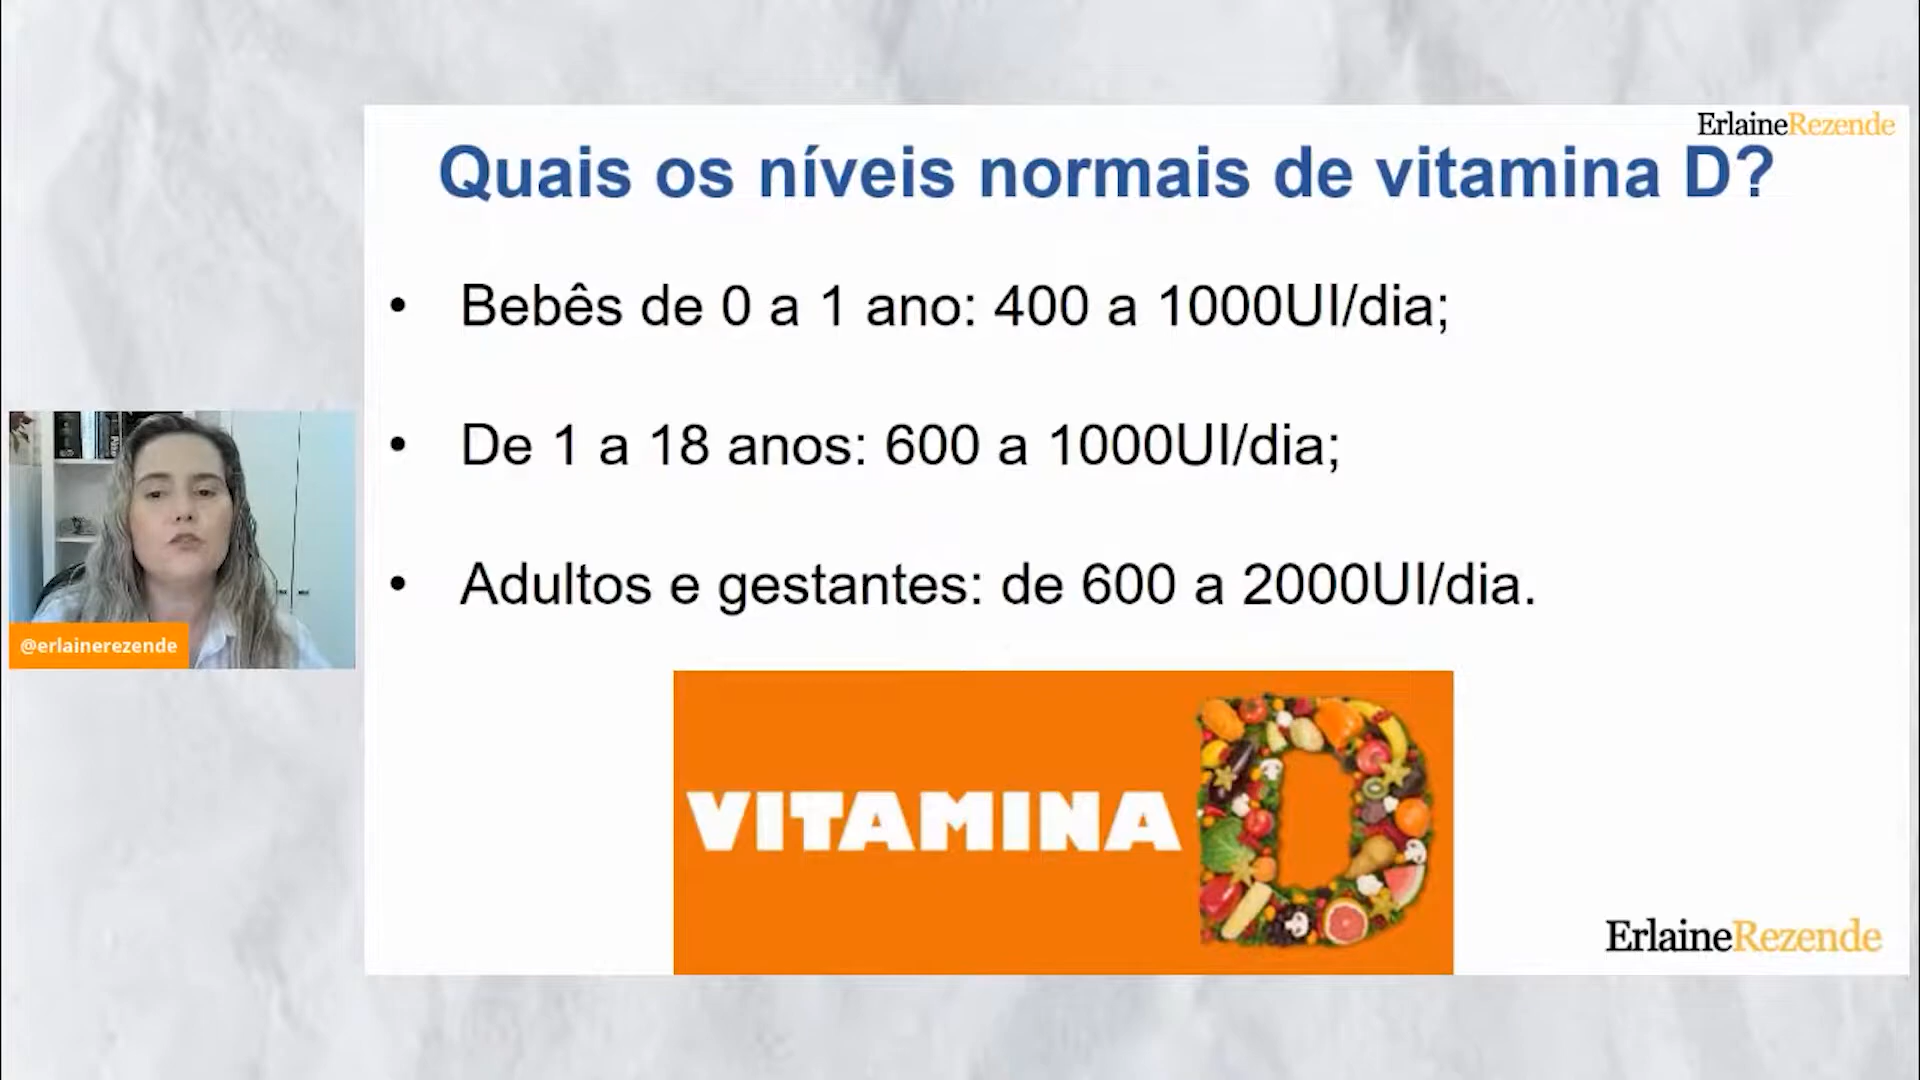 ErlaineRezende
Quais os níveis normais de vitamina D?
• Bebês de 0 a 1 ano: 400 a 1000UI/dia;
• De 1 a 18 anos: 600 a 1000UI/dia;
• Adultos e gestantes: de 600 a 2000UI/dia.
@erlainerezende
VITAMINA D
ErlaineRezende